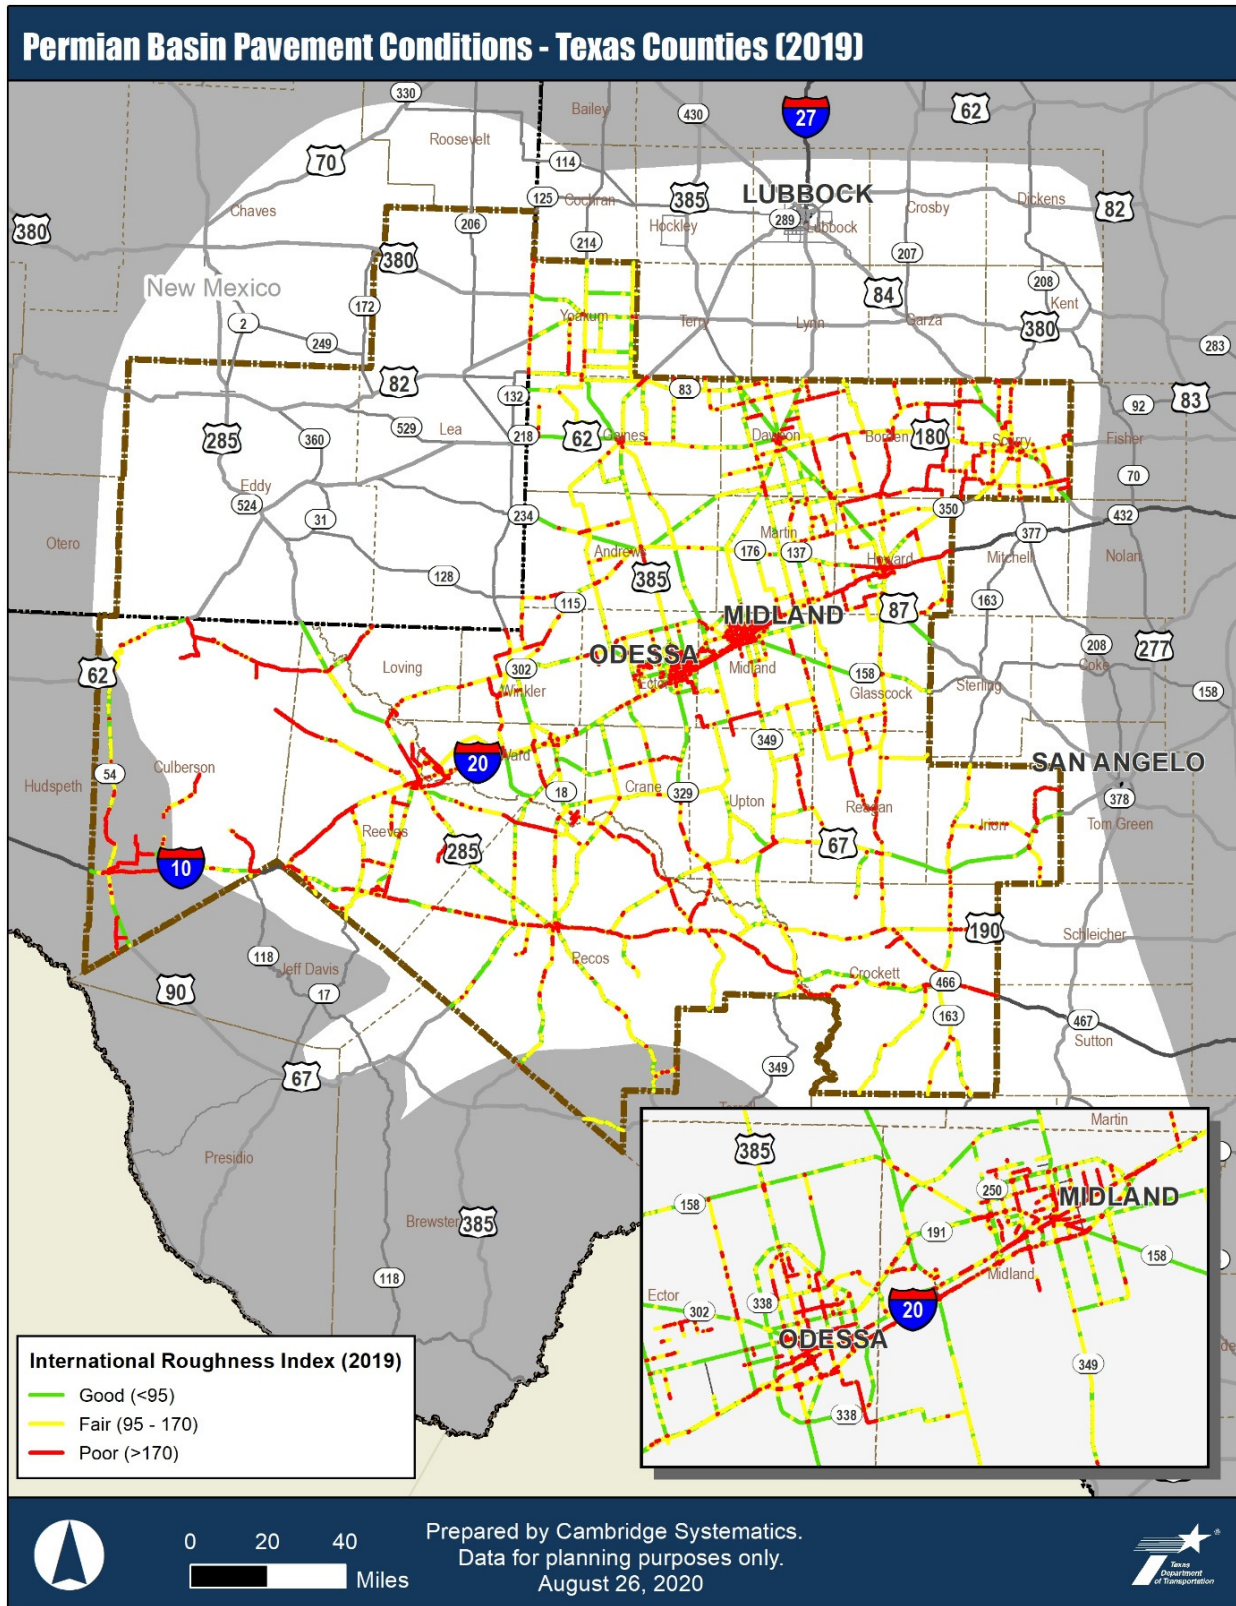 Permian Basin Pavement Conditions - Texas Counties (2019)
330
Bailey
430
27
62
Roosevelt
70
114
125
Cochran
385
LUBBOCK
Dickens
82
Chaves
206
Hockley
289
Lubbock
Crosby
380
214
207
380
New Mexico
172
84
208
Kent
2
Yoakum
Terry
Lynn
Garza
380
249
283
82
132
83
92
83
285
360
529
Lea
218
62
Gaines
Dawson
Borden
180
Scurry
Fisher
Eddy
70
524
31
234
350
432
Otero
Martin
377
Andrews
176
137
Howard
Mitchell
Nolan
128
385
115
87
163
MIDLAND
62
Loving
ODESSA
208
277
302
Ector
Midland
158
Coke
Winkler
Glasscock
Sterling
158
349
20
Ward
SAN ANGELO
54
Culberson
Hudspeth
18
Crane
329
Upton
Reagan
378
Reeves
Irion
Tom Green
285
67
10
190
Schleicher
118
Jeff Davis
Pecos
Crockett
466
90
17
163
467
Sutton
67
349
Presidio
Brewster
385
118
Martin
385
250
MIDLAND
158
191
158
Midland
Ector
302
338
20
ODESSA
349
338
International Roughness Index (2019)
Good (<95)
Fair (95 - 170)
Poor (>170)
0 20 40
Miles
Prepared by Cambridge Systematics.
Data for planning purposes only.
August 26, 2020
Texas
Department
of Transportation